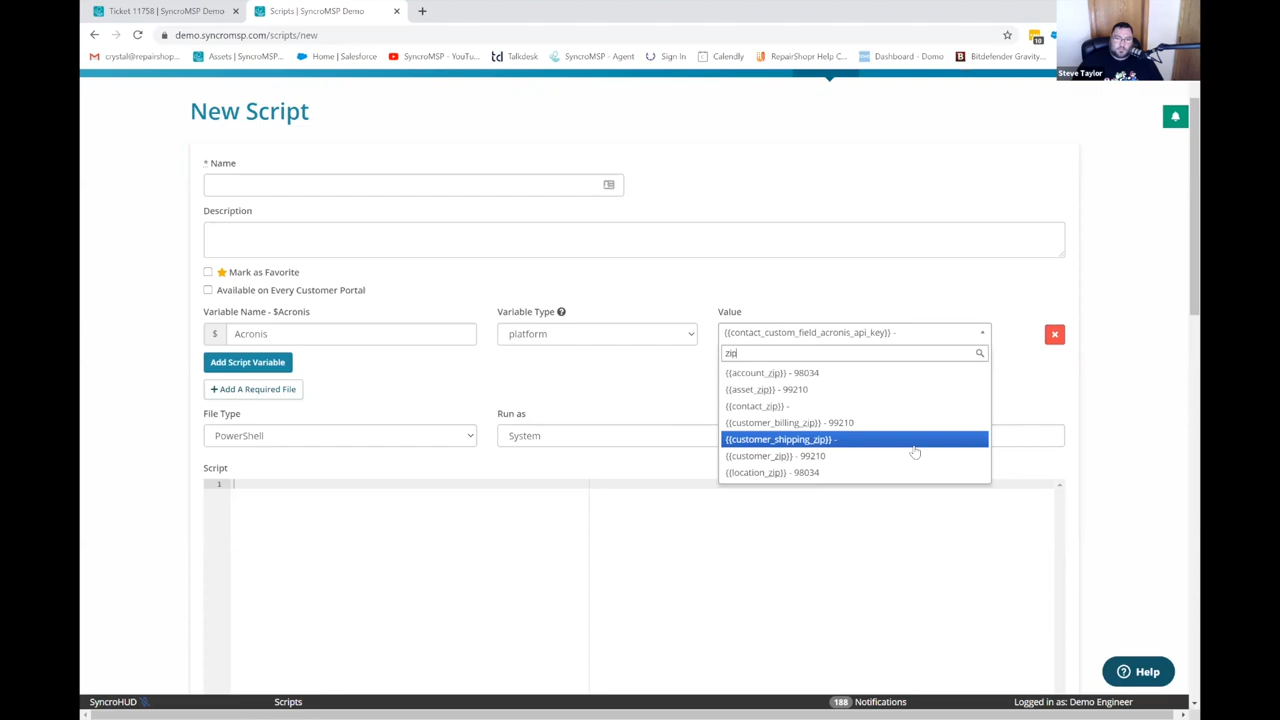 Ticket 11758 | SyncroMSP Demo
Scripts | SyncroMSP Demo
demo.syncromsp.com/scripts/new
10
crystal@repairshop...
Assets | SyncroMSP...
Home | Salesforce
SyncroMSP - YouTu...
Talkdesk
SyncroMSP - Agent
Sign In
Calendly
RepairShopr Help C...
Dashboard - Domo
Bitdefender Gravity...
Steve Taylor
New Script
* Name
Description
Mark as Favorite
Available on Every Customer Portal
Variable Name - $Acronis
Variable Type
Value
$ Acronis
platform
{{contact_custom_field_acronis_api_key}} -
zip
Add Script Variable
{{account_zip}} - 98034
+ Add A Required File
{{asset_zip}} - 99210
{{contact_zip}} -
File Type
Run as
{{customer_billing_zip}} - 99210
PowerShell
System
{{customer_shipping_zip}} -
{{customer_zip}} - 99210
Script
{{location_zip}} - 98034
1
Help
SyncroHUD
Scripts
188 Notifications
Logged in as: Demo Engineer